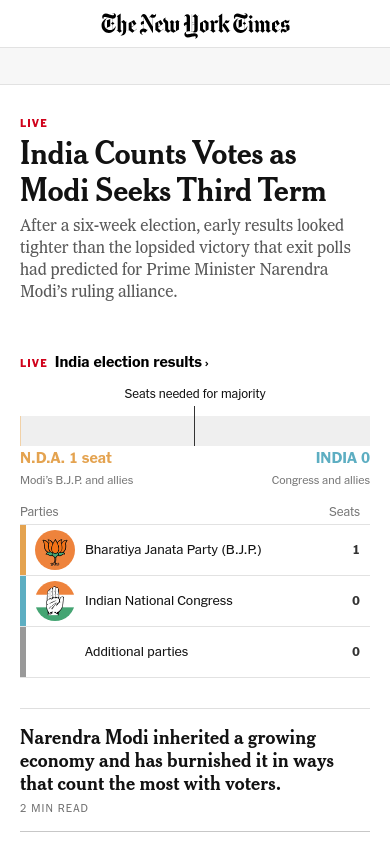 The New York Times
LIVE
India Counts Votes as
Modi Seeks Third Term
After a six-week election, early results looked
tighter than the lopsided victory that exit polls
had predicted for Prime Minister Narendra
Modi’s ruling alliance.
LIVE India election results ›
Seats needed for majority
N.D.A. 1 seat INDIA 0
Modi’s B.J.P. and allies Congress and allies
Parties Seats
Bharatiya Janata Party (B.J.P.) 1
Indian National Congress 0
Additional parties 0
Narendra Modi inherited a growing
economy and has burnished it in ways
that count the most with voters.
2 MIN READ